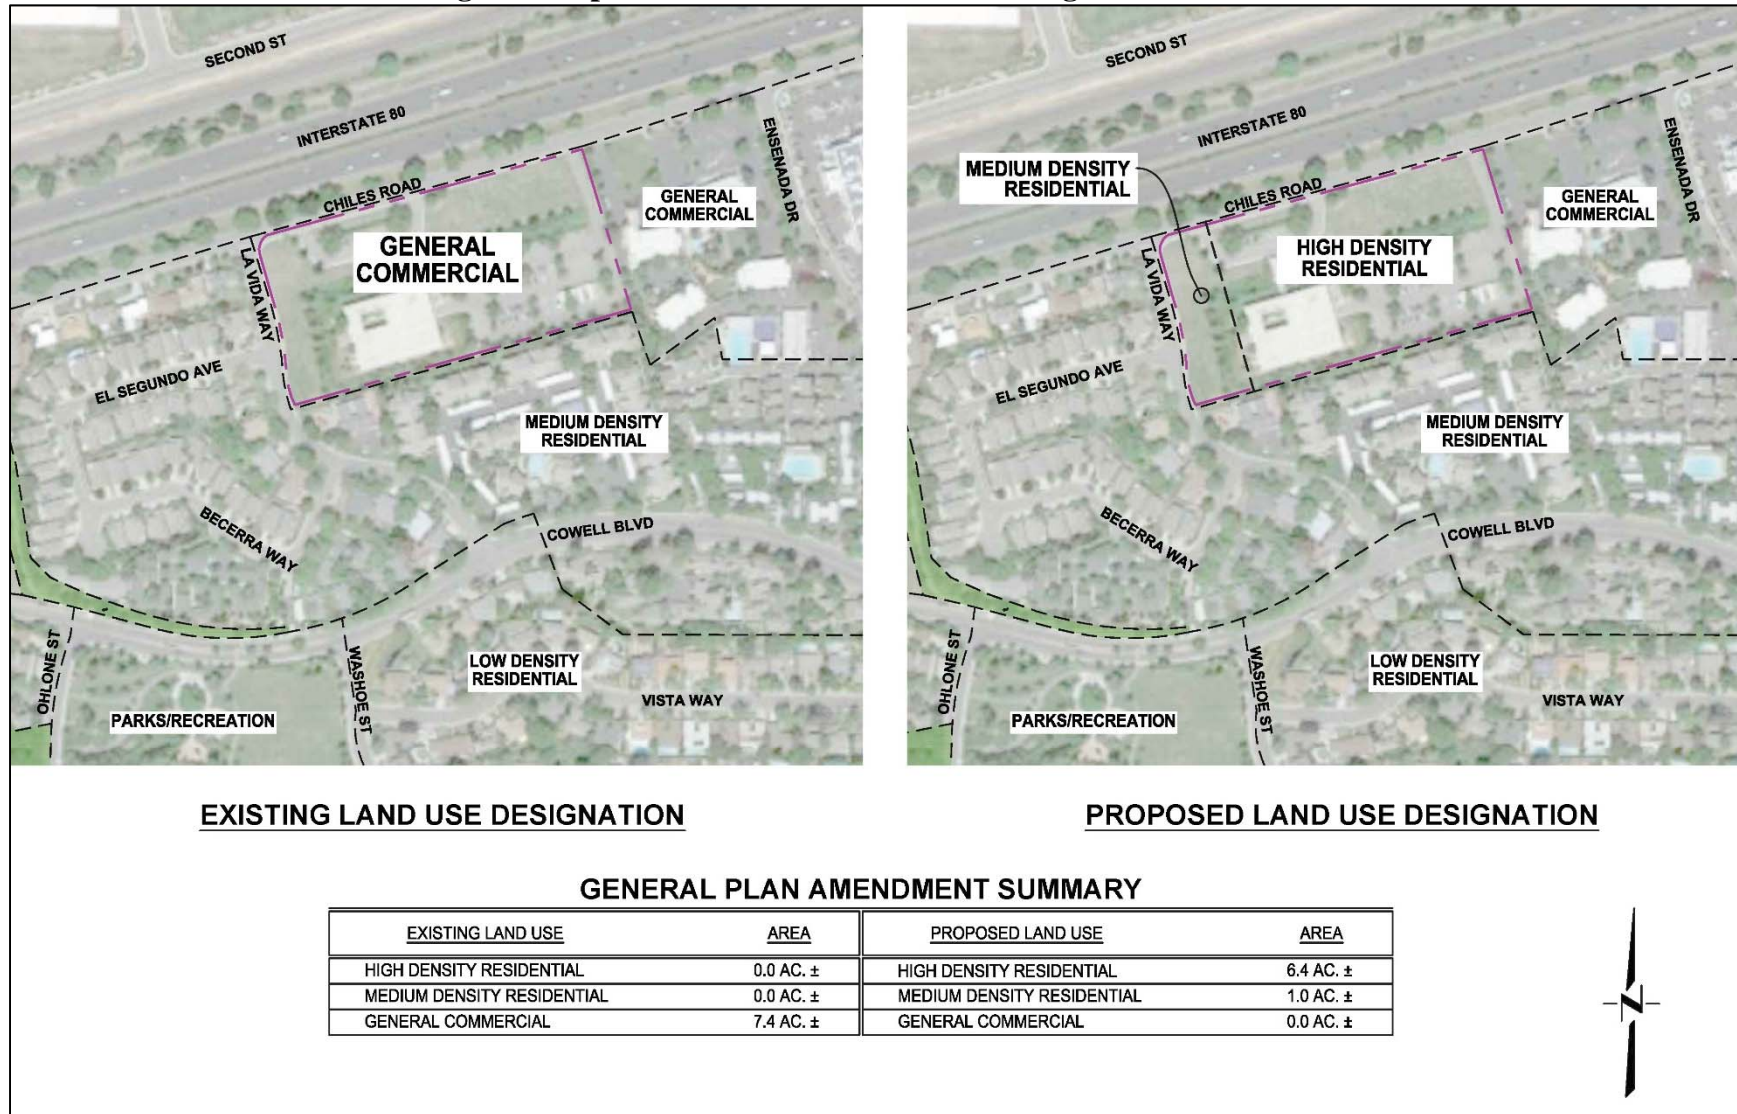 SECOND ST
INTERSTATE 80
ENSENADA DR
CHILES ROAD
GENERAL
COMMERCIAL
GENERAL
COMMERCIAL
LA VIDA WAY
EL SEGUNDO AVE
MEDIUM DENSITY
RESIDENTIAL
BECERRA WAY
COWELL BLVD
OHLONE ST
WASHOE ST
LOW DENSITY
RESIDENTIAL
VISTA WAY
PARKS/RECREATION
SECOND ST
INTERSTATE 80
ENSENADA DR
MEDIUM DENSITY
RESIDENTIAL
CHILES ROAD
GENERAL
COMMERCIAL
HIGH DENSITY
RESIDENTIAL
LA VIDA WAY
EL SEGUNDO AVE
MEDIUM DENSITY
RESIDENTIAL
BECERRA WAY
COWELL BLVD
OHLONE ST
WASHOE ST
LOW DENSITY
RESIDENTIAL
VISTA WAY
PARKS/RECREATION
EXISTING LAND USE DESIGNATION
PROPOSED LAND USE DESIGNATION
GENERAL PLAN AMENDMENT SUMMARY
EXISTING LAND USE AREA PROPOSED LAND USE AREA
HIGH DENSITY RESIDENTIAL 0.0 AC. ± HIGH DENSITY RESIDENTIAL 6.4 AC. ±
MEDIUM DENSITY RESIDENTIAL 0.0 AC. ± MEDIUM DENSITY RESIDENTIAL 1.0 AC. ±
GENERAL COMMERCIAL 7.4 AC. ± GENERAL COMMERCIAL 0.0 AC. ±
N